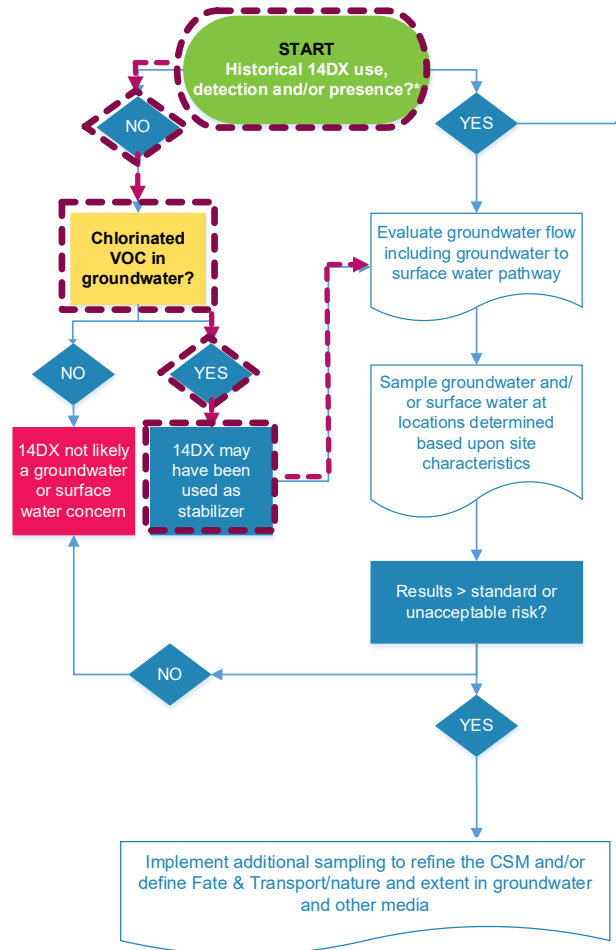 START
Historical 14DX use,
detection and/or presence?*
NO
YES
Chlorinated
VOC in
groundwater?
Evaluate groundwater flow
including groundwater to
surface water pathway
NO
YES
Sample groundwater and/
or surface water at
locations determined
based upon site
characteristics
14DX not likely
a groundwater
or surface
water concern
14DX may
have been
used as
stabilizer
Results > standard or
unacceptable risk?
NO
YES
Implement additional sampling to refine the CSM and/or
define Fate & Transport/nature and extent in groundwater
and other media